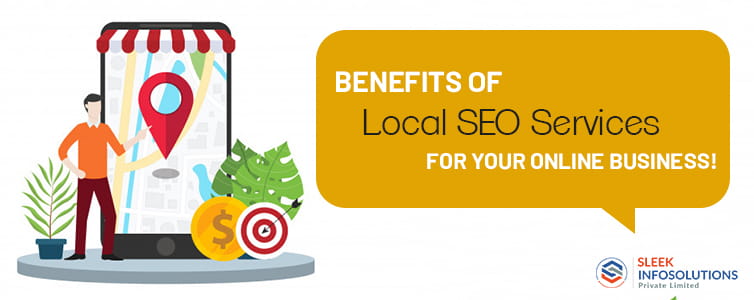 BENEFITS OF
Local SEO Services
FOR YOUR ONLINE BUSINESS!
$
SLEEK
INFOSOLUTIONS
Private Limited